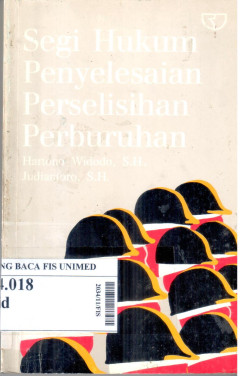 Segi Hukum
Penyelesaian
Perselisihan
Perburuhan
Hartono Widodo, S.H.
Judiantoro, S.H.
NG BACA FIS UNIMED
4.018
d